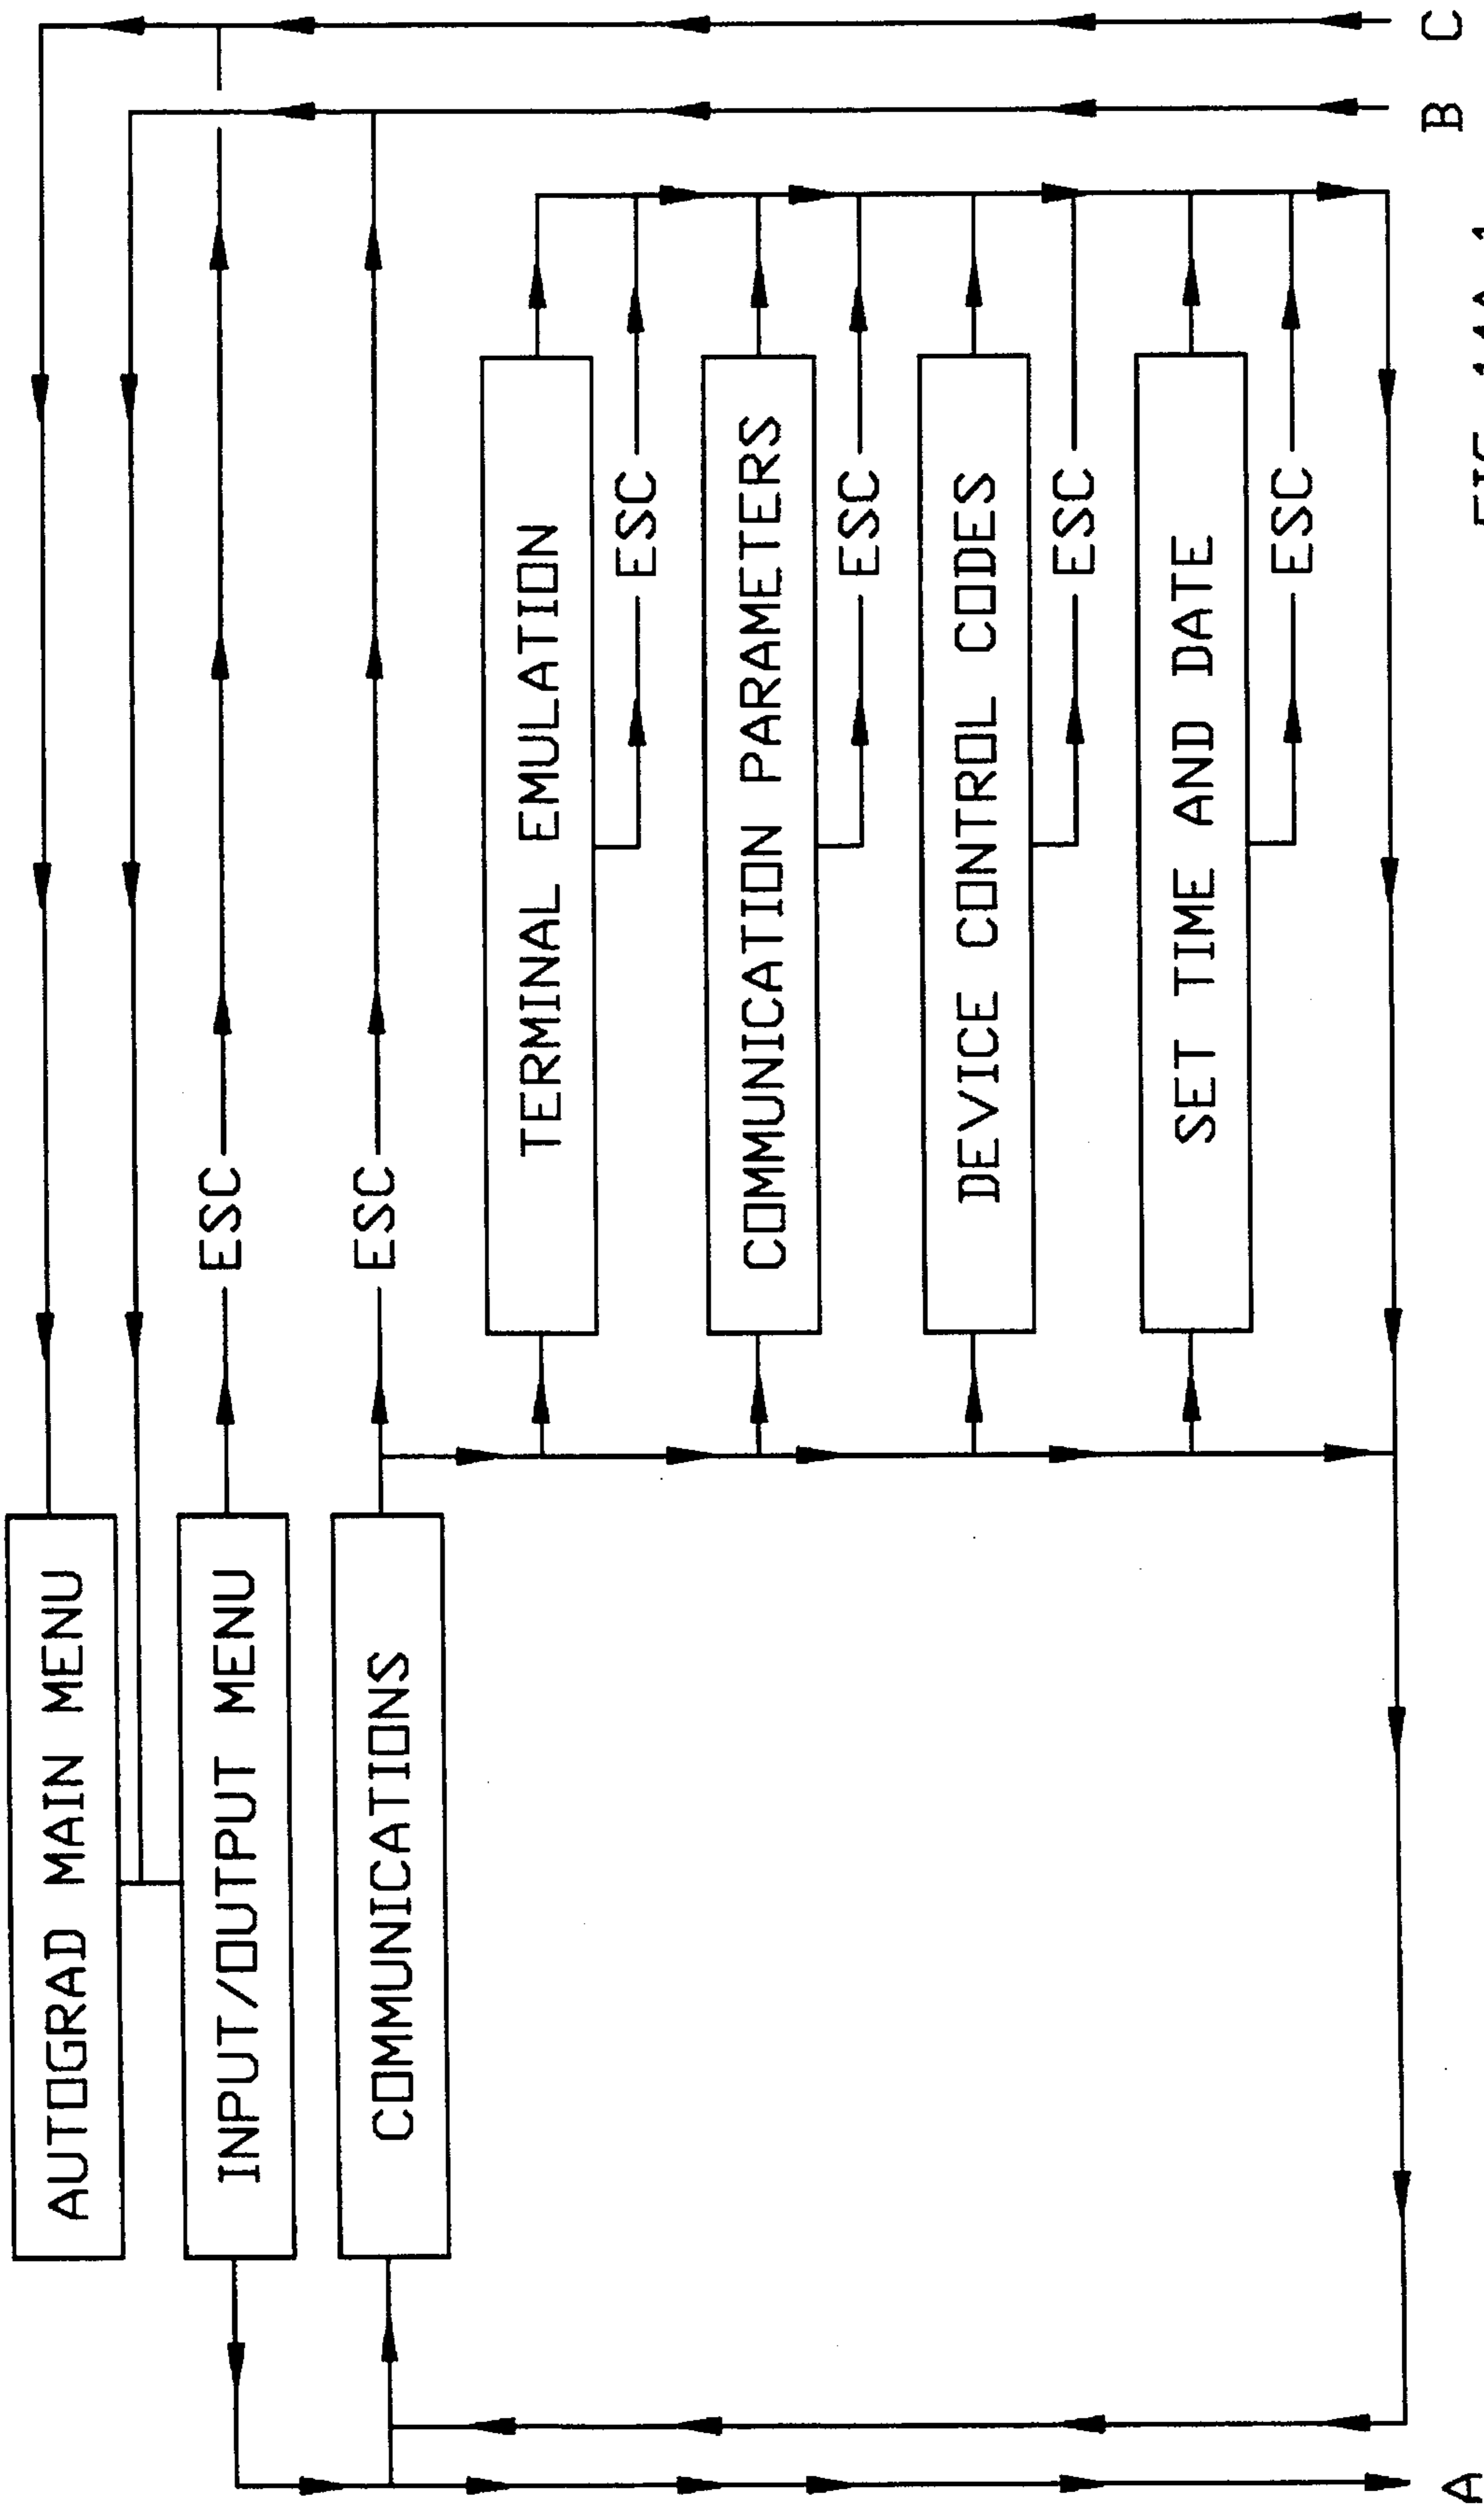 AUTOGRAD MAIN MENU
INPUT/OUTPUT MENU
ESC
COMMUNICATIONS
ESC
TERMINAL EMULATION
ESC
COMMUNICATION PARAMETERS
ESC
DEVICE CONTROL CODES
ESC
SET TIME AND DATE
ESC
A
B
C